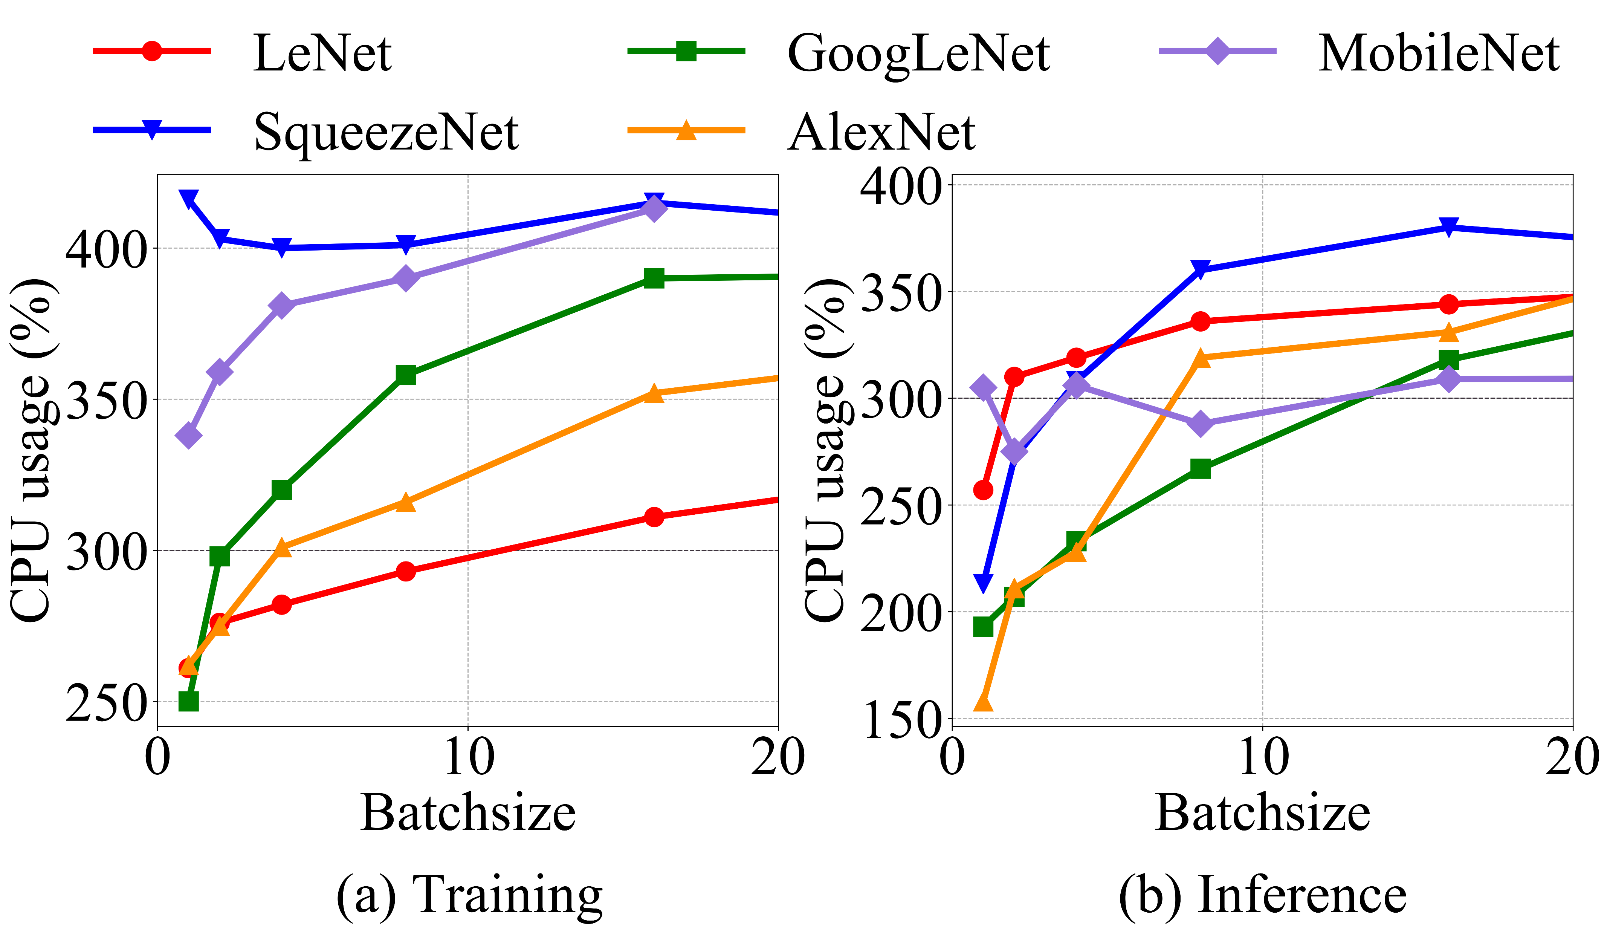 LeNet GoogLeNet MobileNet
SqueezeNet AlexNet
CPU usage (%)
400
350
300
250
0 10 20
Batchsize
(a) Training
CPU usage (%)
400
350
300
250
200
150
0 10 20
Batchsize
(b) Inference